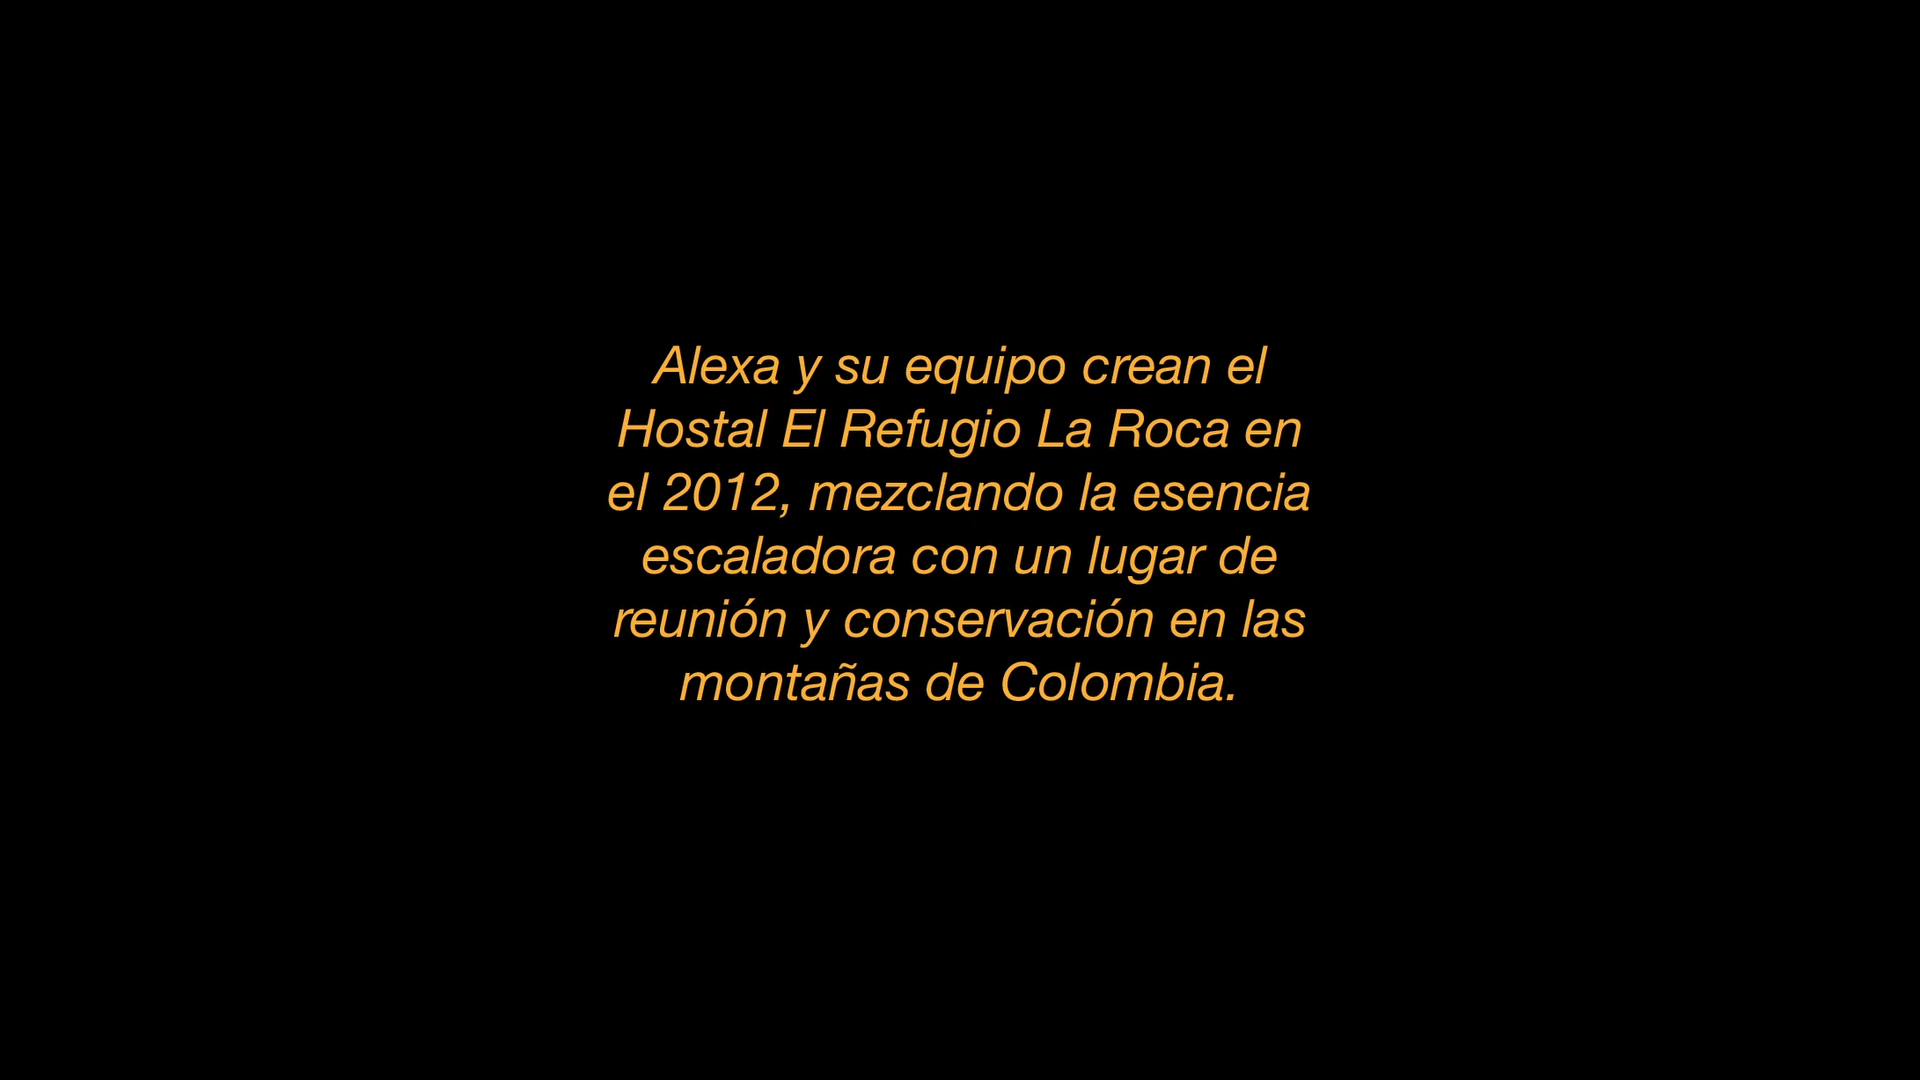 Alexa y su equipo crean el
Hostal El Refugio La Roca en
el 2012, mezclando la esencia
escaladora con un lugar de
reunión y conservación en las
montañas de Colombia.